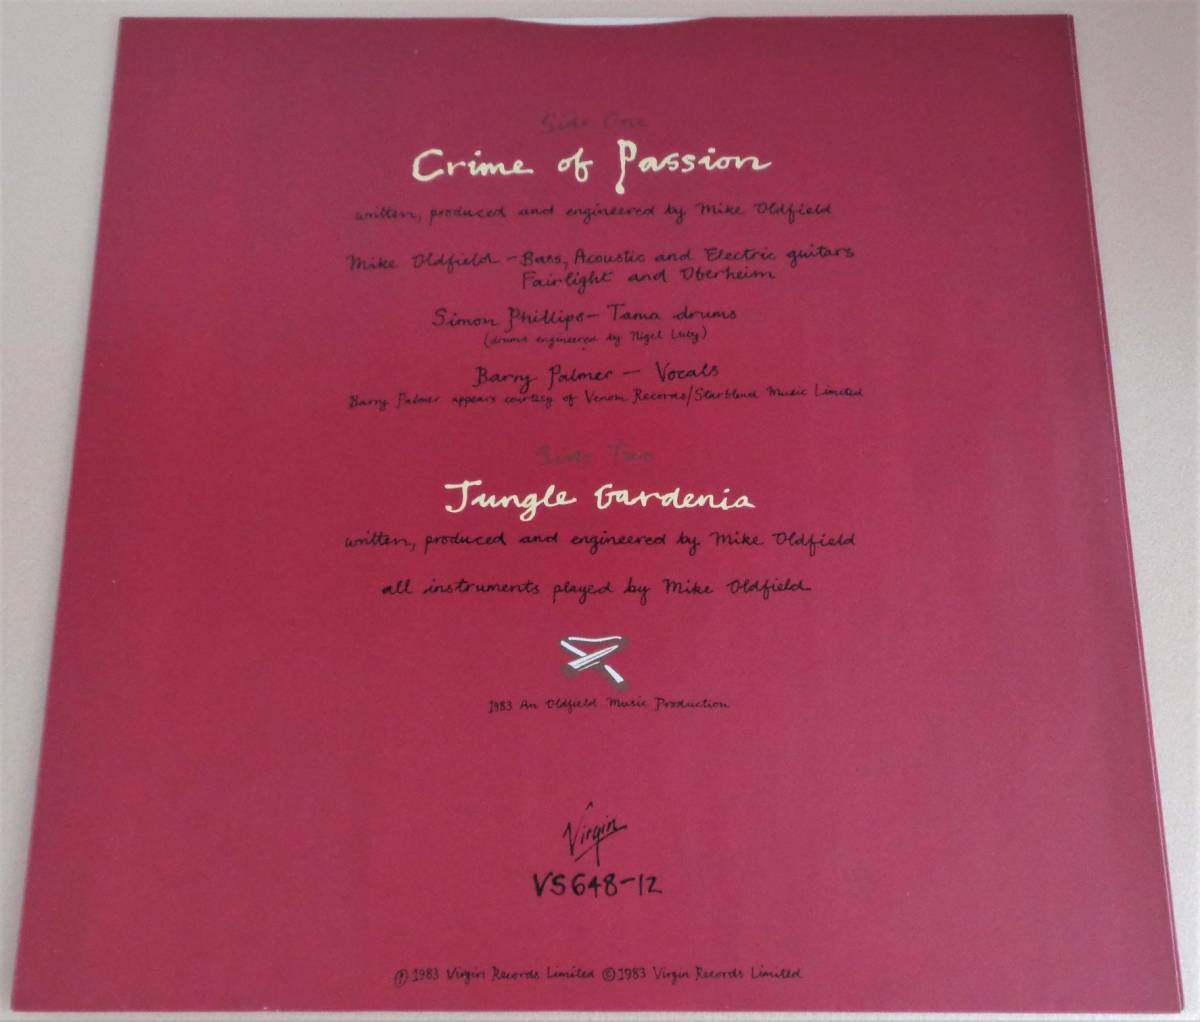 Side One
Crime of Passion
written, produced and engineered by Mike Oldfield
Mike Oldfield - Bass, Acoustic and Electric guitars
Fairlight and Oberheim
Simon Phillips - Tama drums
(drums engineered by Nigel Luby)
Barry Palmer - Vocals
Barry Palmer appears courtesy of Venom Records/Starblend Music Limited
Side Two
Jungle Gardenia
written, produced and engineered by Mike Oldfield
all instruments played by Mike Oldfield
1983 An Oldfield Music Production
Virgin
VS648-12
℗1983 Virgin Records Limited ©1983 Virgin Records Limited